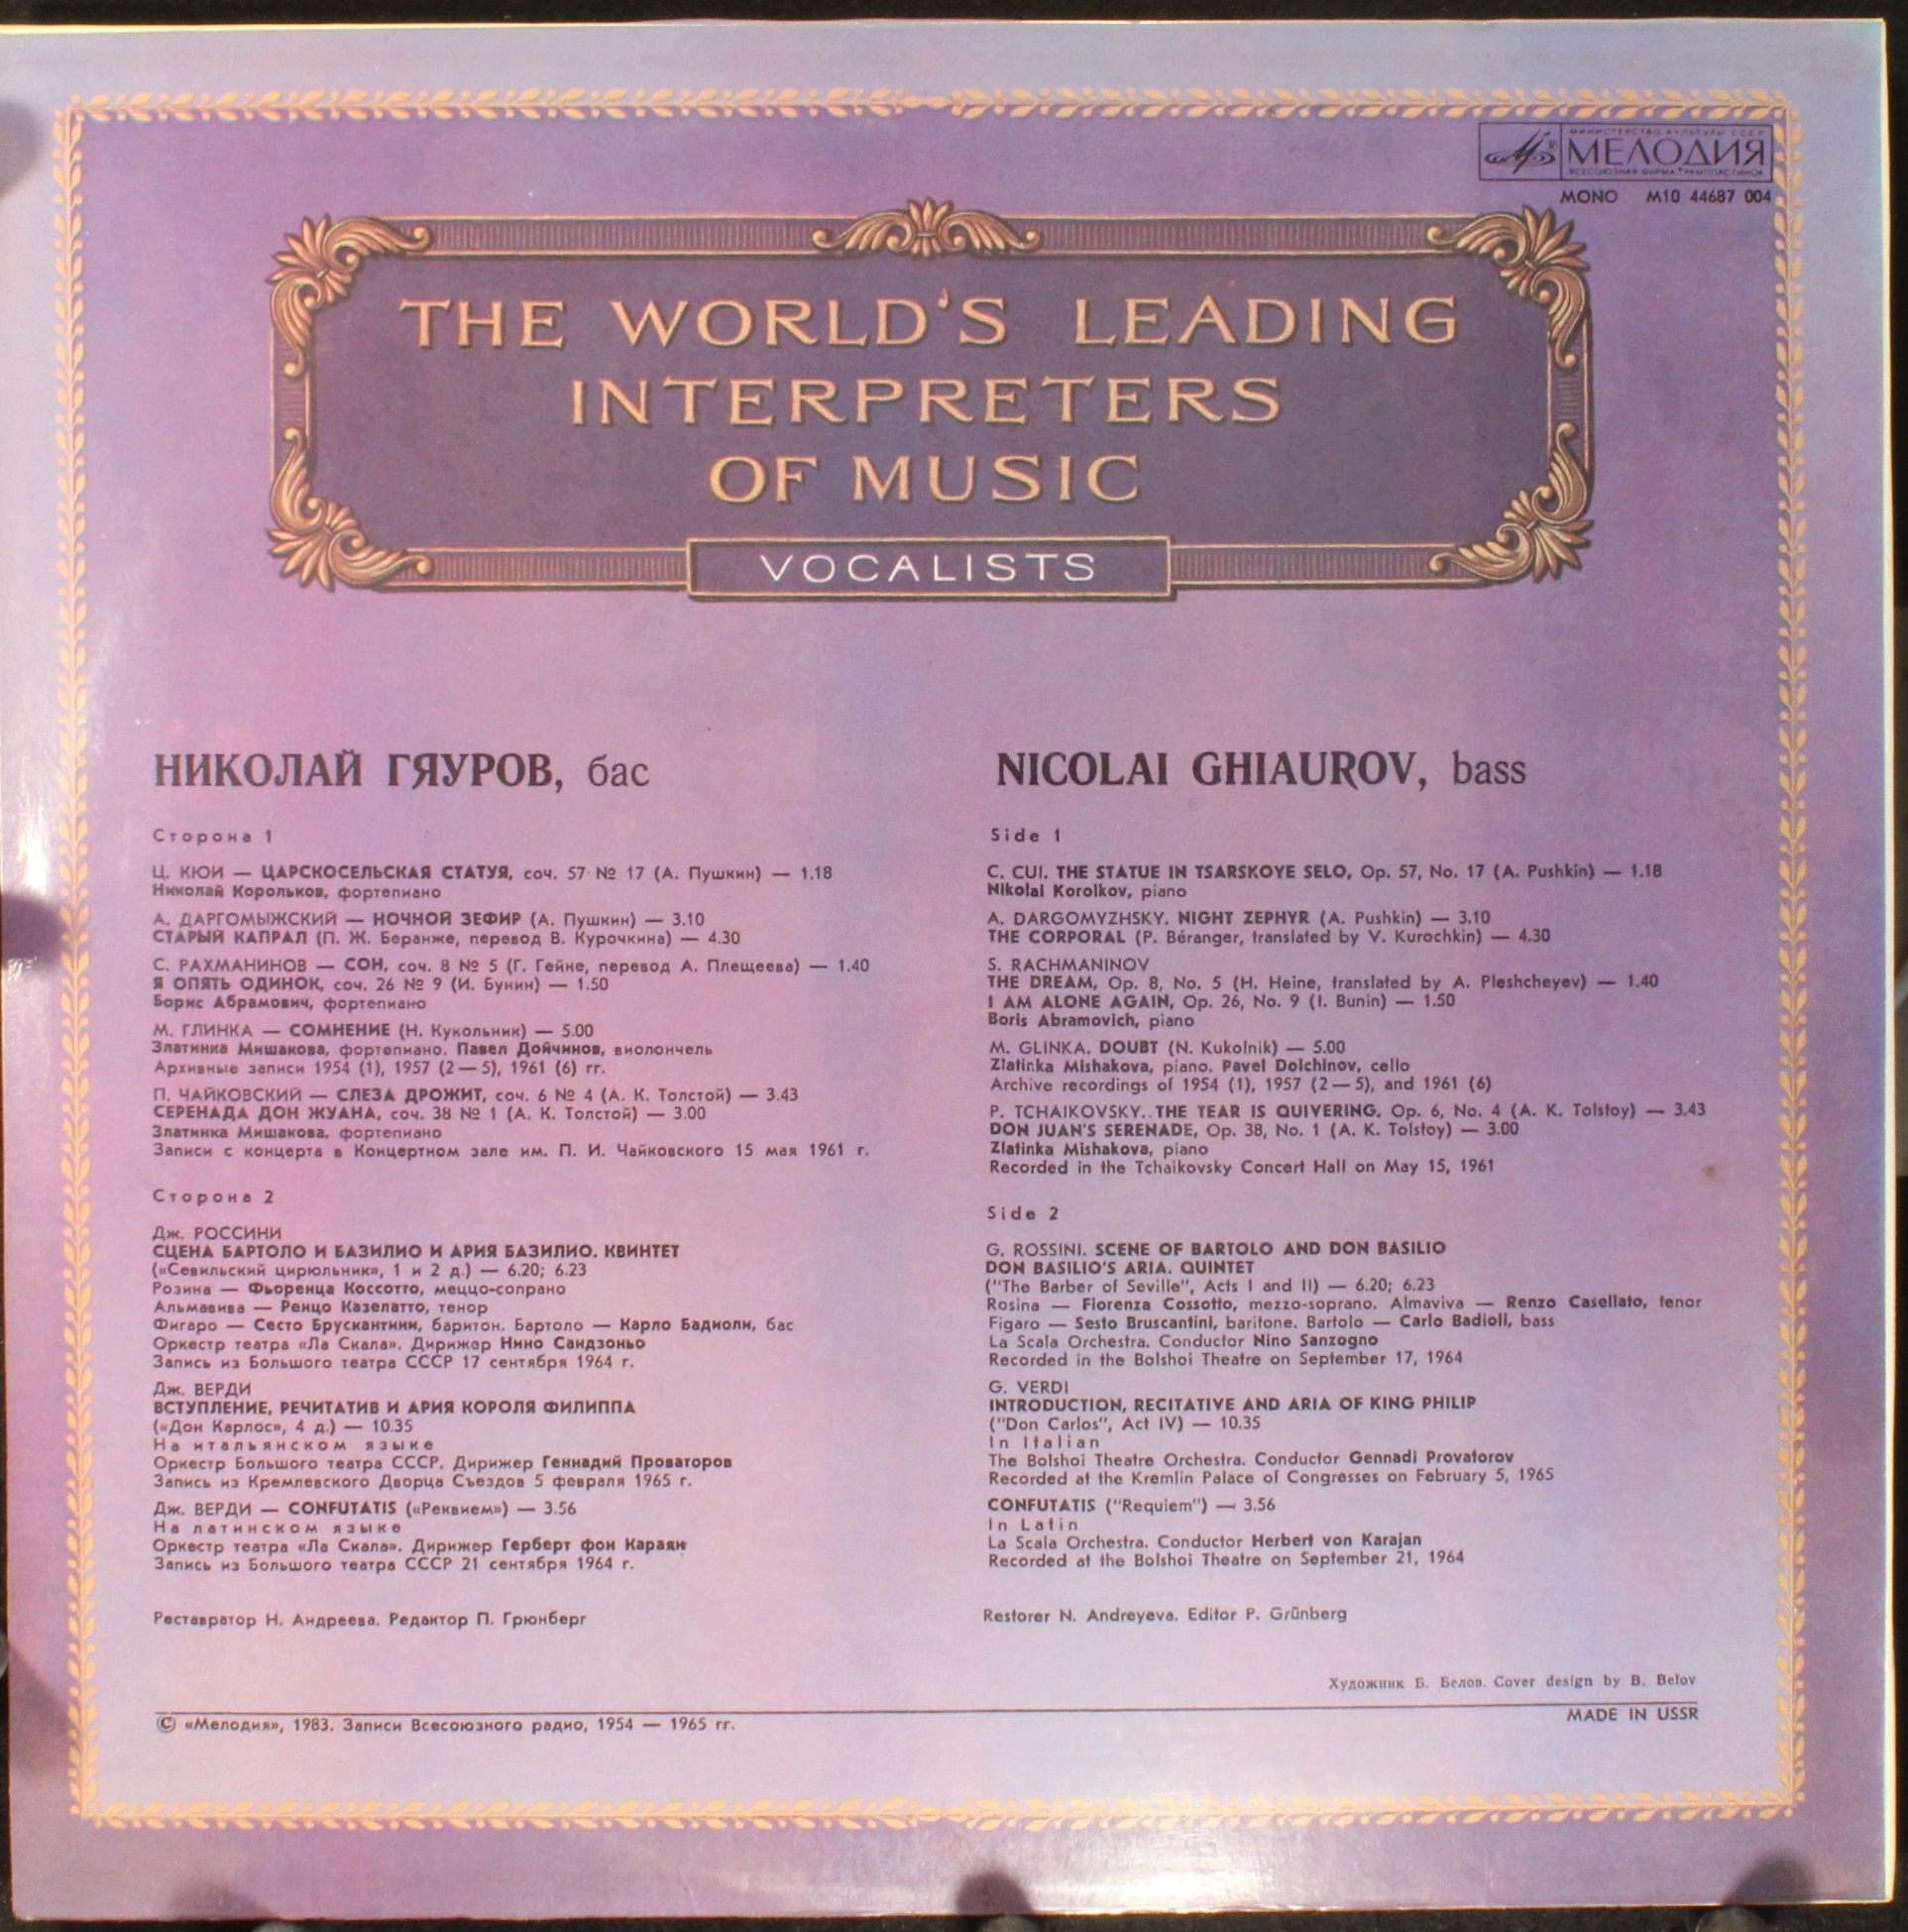 МИНИСТЕРСТВО КУЛЬТУРЫ СССР
МЕЛОДИЯ
ВСЕСОЮЗНАЯ ФИРМА ГРАМПЛАСТИНОК
MONO М10 44687 004
THE WORLD'S LEADING
INTERPRETERS
OF MUSIC
VOCALISTS
НИКОЛАЙ ГЯУРОВ, бас
Сторона 1
Ц. КЮИ — ЦАРСКОСЕЛЬСКАЯ СТАТУЯ, соч. 57 № 17 (А. Пушкин) — 1.18
Николай Корольков, фортепиано
А. ДАРГОМЫЖСКИЙ — НОЧНОЙ ЗЕФИР (А. Пушкин) — 3.10
СТАРЫЙ КАПРАЛ (П. Ж. Беранже, перевод В. Курочкина) — 4.30
С. РАХМАНИНОВ — СОН, соч. 8 № 5 (Г. Гейне, перевод А. Плещеева) — 1.40
Я ОПЯТЬ ОДИНОК, соч. 26 № 9 (И. Бунин) — 1.50
Борис Абрамович, фортепиано
М. ГЛИНКА — СОМНЕНИЕ (Н. Кукольник) — 5.00
Златинка Мишакова, фортепиано. Павел Дойчинов, виолончель
Архивные записи 1954 (1), 1957 (2 — 5), 1961 (6) гг.
П. ЧАЙКОВСКИЙ — СЛЕЗА ДРОЖИТ, соч. 6 № 4 (А. К. Толстой) — 3.43
СЕРЕНАДА ДОН ЖУАНА, соч. 38 № 1 (А. К. Толстой) — 3.00
Златинка Мишакова, фортепиано
Записи с концерта в Концертном зале им. П. И. Чайковского 15 мая 1961 г.
Сторона 2
Дж. РОССИНИ
СЦЕНА БАРТОЛО И БАЗИЛИО И АРИЯ БАЗИЛИО. КВИНТЕТ
(«Севильский цирюльник», 1 и 2 д.) — 6.20; 6.23
Розина — Фьоренца Коссотто, меццо-сопрано
Альмавива — Ренцо Казелатто, тенор
Фигаро — Сесто Брускантини, баритон. Бартоло — Карло Бадиоли, бас
Оркестр театра «Ла Скала». Дирижер Нино Сандзоньо
Запись из Большого театра СССР 17 сентября 1964 г.
Дж. ВЕРДИ
ВСТУПЛЕНИЕ, РЕЧИТАТИВ И АРИЯ КОРОЛЯ ФИЛИППА
(«Дон Карлос», 4 д.) — 10.35
На итальянском языке
Оркестр Большого театра СССР. Дирижер Геннадий Проваторов
Запись из Кремлевского Дворца Съездов 5 февраля 1965 г.
Дж. ВЕРДИ — CONFUTATIS («Реквием») — 3.56
На латинском языке
Оркестр театра «Ла Скала». Дирижер Герберт фон Караян
Запись из Большого театра СССР 21 сентября 1964 г.
Реставратор Н. Андреева. Редактор П. Грюнберг
NICOLAI GHIAUROV, bass
Side 1
C. CUI. THE STATUE IN TSARSKOYE SELO, Op. 57, No. 17 (A. Pushkin) — 1.18
Nikolai Korolkov, piano
A. DARGOMYZHSKY. NIGHT ZEPHYR (A. Pushkin) — 3.10
THE CORPORAL (P. Béranger, translated by V. Kurochkin) — 4.30
S. RACHMANINOV
THE DREAM, Op. 8, No. 5 (H. Heine, translated by A. Pleshcheyev) — 1.40
I AM ALONE AGAIN, Op. 26, No. 9 (I. Bunin) — 1.50
Boris Abramovich, piano
M. GLINKA. DOUBT (N. Kukolnik) — 5.00
Zlatinka Mishakova, piano. Pavel Doichinov, cello
Archive recordings of 1954 (1), 1957 (2 — 5), and 1961 (6)
P. TCHAIKOVSKY. THE TEAR IS QUIVERING. Op. 6, No. 4 (A. K. Tolstoy) — 3.43
DON JUAN'S SERENADE, Op. 38, No. 1 (A. K. Tolstoy) — 3.00
Zlatinka Mishakova, piano
Recorded in the Tchaikovsky Concert Hall on May 15, 1961
Side 2
G. ROSSINI. SCENE OF BARTOLO AND DON BASILIO
DON BASILIO'S ARIA. QUINTET
("The Barber of Seville", Acts I and II) — 6.20; 6.23
Rosina — Fiorenza Cossotto, mezzo-soprano. Almaviva — Renzo Casellato, tenor
Figaro — Sesto Bruscantini, baritone. Bartolo — Carlo Badioli, bass
La Scala Orchestra. Conductor Nino Sanzogno
Recorded in the Bolshoi Theatre on September 17, 1964
G. VERDI
INTRODUCTION, RECITATIVE AND ARIA OF KING PHILIP
("Don Carlos", Act IV) — 10.35
In Italian
The Bolshoi Theatre Orchestra. Conductor Gennadi Provatorov
Recorded at the Kremlin Palace of Congresses on February 5, 1965
CONFUTATIS ("Requiem") — 3.56
In Latin
La Scala Orchestra. Conductor Herbert von Karajan
Recorded at the Bolshoi Theatre on September 21, 1964
Restorer N. Andreyeva. Editor P. Grünberg
Художник Б. Белов. Cover design by B. Belov
© «Мелодия», 1983. Записи Всесоюзного радио, 1954 — 1965 гг.
MADE IN USSR